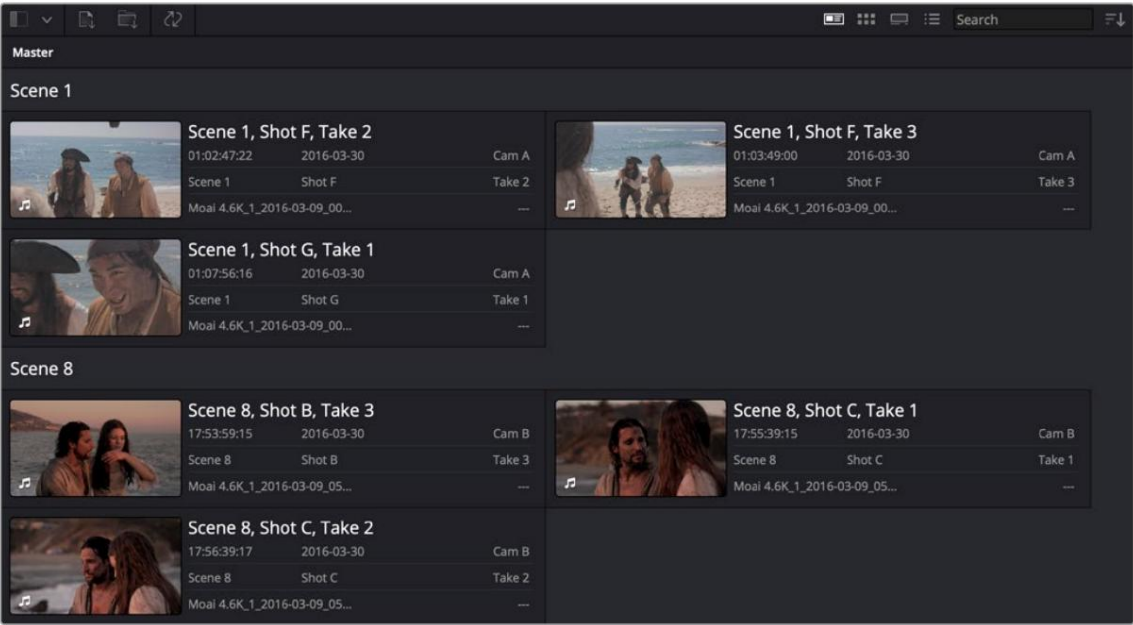 Search
Master
Scene 1
Scene 1, Shot F, Take 2
01:02:47:22 2016-03-30 Cam A
Scene 1 Shot F Take 2
Moai 4.6K_1_2016-03-09_00... ---
Scene 1, Shot F, Take 3
01:03:49:00 2016-03-30 Cam A
Scene 1 Shot F Take 3
Moai 4.6K_1_2016-03-09_00... ---
Scene 1, Shot G, Take 1
01:07:56:16 2016-03-30 Cam A
Scene 1 Shot G Take 1
Moai 4.6K_1_2016-03-09_00... ---
Scene 8
Scene 8, Shot B, Take 3
17:53:59:15 2016-03-30 Cam B
Scene 8 Shot B Take 3
Moai 4.6K_1_2016-03-09_05... ---
Scene 8, Shot C, Take 1
17:55:39:15 2016-03-30 Cam B
Scene 8 Shot C Take 1
Moai 4.6K_1_2016-03-09_05... ---
Scene 8, Shot C, Take 2
17:56:39:17 2016-03-30 Cam B
Scene 8 Shot C Take 2
Moai 4.6K_1_2016-03-09_05... ---